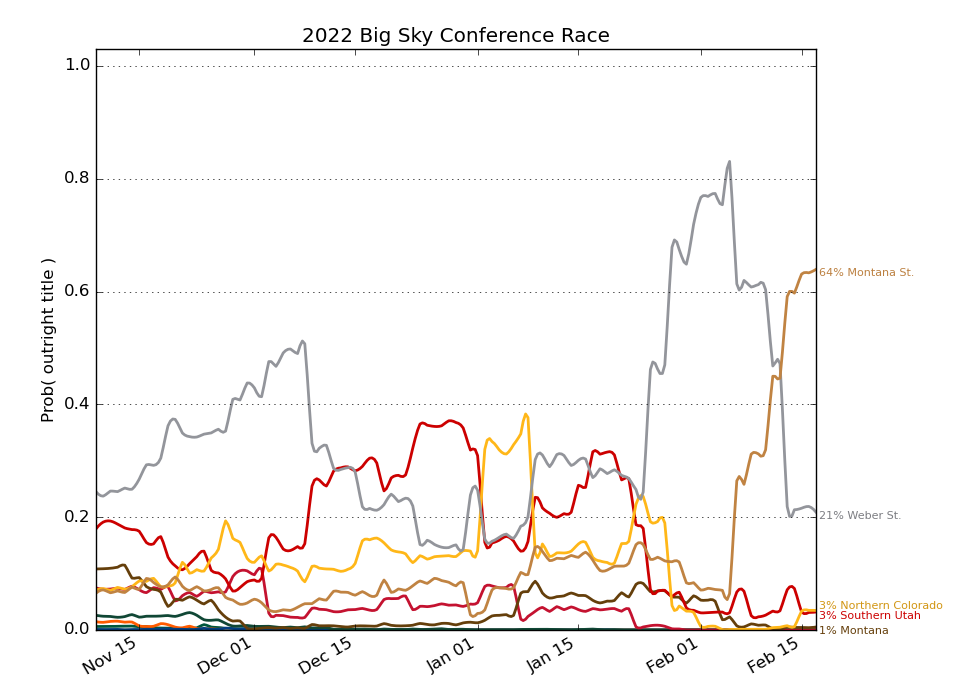 2022 Big Sky Conference Race
Prob( outright title )
1.0
0.8
0.6
0.4
0.2
0.0
64% Montana St.
21% Weber St.
3% Northern Colorado
3% Southern Utah
1% Montana
Nov 15
Dec 01
Dec 15
Jan 01
Jan 15
Feb 01
Feb 15